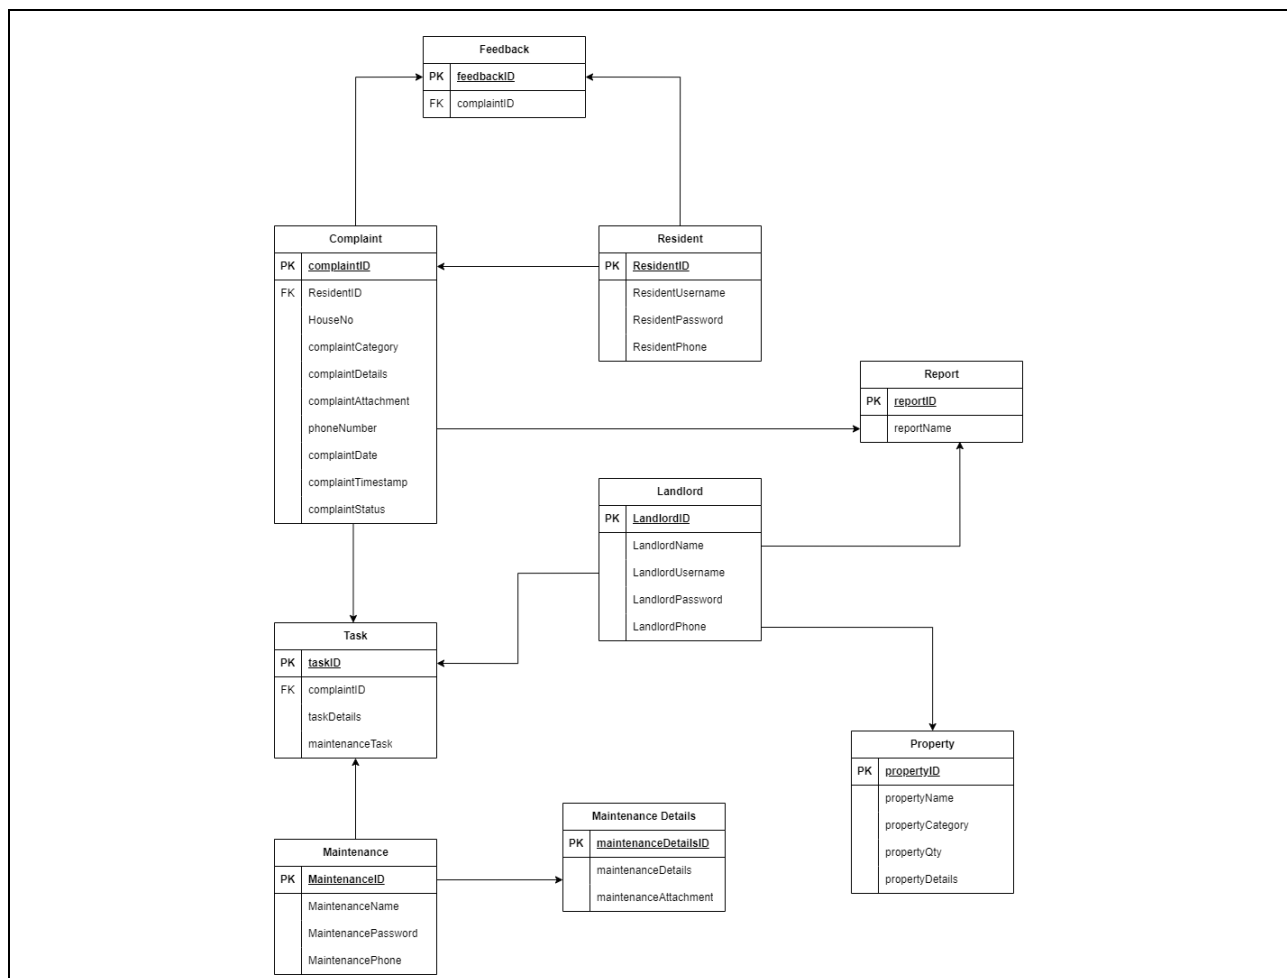 Feedback
PK feedbackID
FK complaintID
Complaint
PK complaintID
FK ResidentID
HouseNo
complaintCategory
complaintDetails
complaintAttachment
phoneNumber
complaintDate
complaintTimestamp
complaintStatus
Resident
PK ResidentID
ResidentUsername
ResidentPassword
ResidentPhone
Report
PK reportID
reportName
Landlord
PK LandlordID
LandlordName
LandlordUsername
LandlordPassword
LandlordPhone
Task
PK taskID
FK complaintID
taskDetails
maintenanceTask
Property
PK propertyID
propertyName
propertyCategory
propertyQty
propertyDetails
Maintenance Details
PK maintenanceDetailsID
maintenanceDetails
maintenanceAttachment
Maintenance
PK MaintenanceID
MaintenanceName
MaintenancePassword
MaintenancePhone